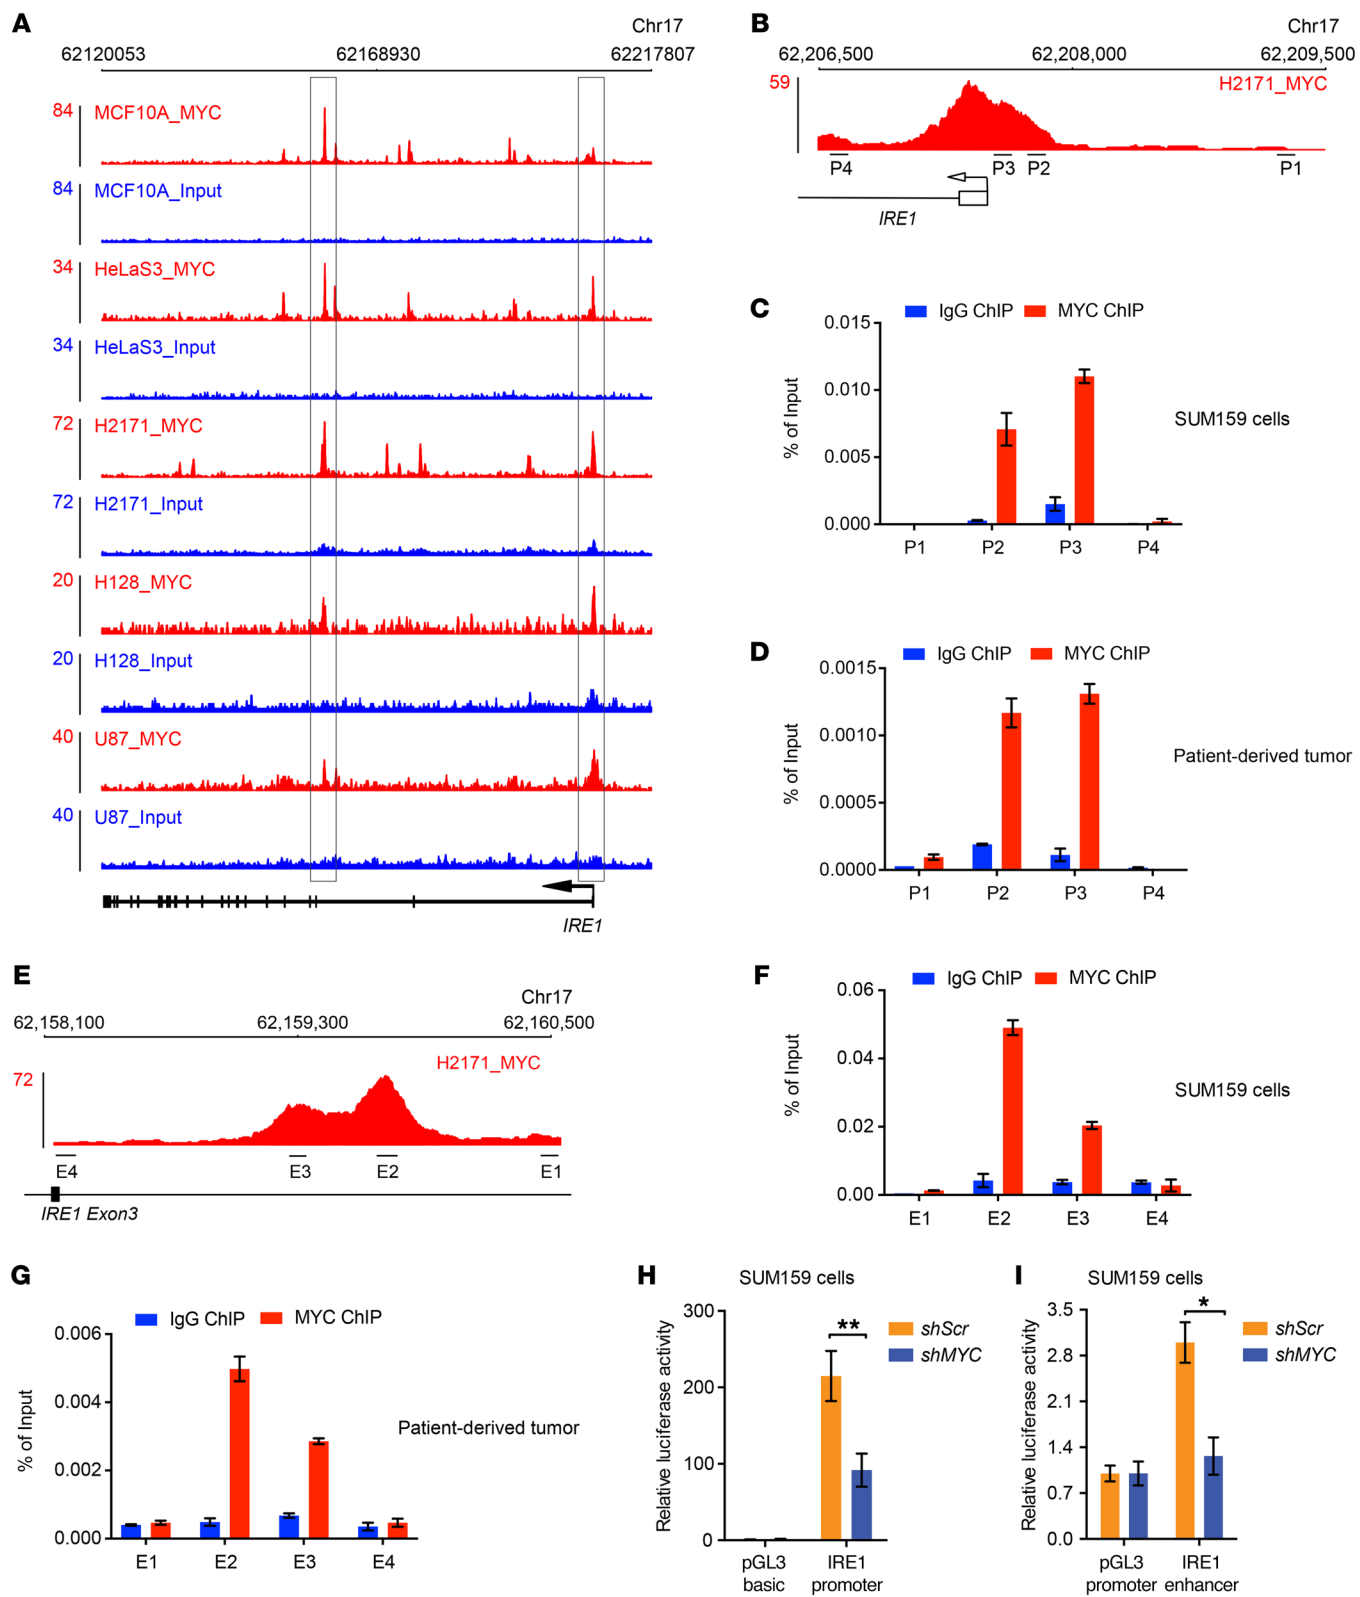 A
Chr17
62120053 62168930 62217807
84 MCF10A_MYC
84 MCF10A_Input
34 HeLaS3_MYC
34 HeLaS3_Input
72 H2171_MYC
72 H2171_Input
20 H128_MYC
20 H128_Input
40 U87_MYC
40 U87_Input
IRE1
B
Chr17
62,206,500 62,208,000 62,209,500
59 H2171_MYC
P4 P3 P2 P1
IRE1
C
IgG ChIP MYC ChIP
0.015
0.010
0.005
0.000
% of Input
SUM159 cells
P1 P2 P3 P4
D
IgG ChIP MYC ChIP
0.0015
0.0010
0.0005
0.0000
% of Input
Patient-derived tumor
P1 P2 P3 P4
E
Chr17
62,158,100 62,159,300 62,160,500
H2171_MYC
72
E4 E3 E2 E1
IRE1 Exon3
F
IgG ChIP MYC ChIP
0.06
0.04
0.02
0.00
% of Input
SUM159 cells
E1 E2 E3 E4
G
IgG ChIP MYC ChIP
0.006
0.004
0.002
0.000
% of Input
Patient-derived tumor
E1 E2 E3 E4
H
SUM159 cells
300
200
100
0
Relative luciferase activity
**
shScr
shMYC
pGL3 IRE1
basic promoter
I
SUM159 cells
3.5
2.8
2.1
1.4
0.7
0.0
Relative luciferase activity
*
shScr
shMYC
pGL3 IRE1
promoter enhancer